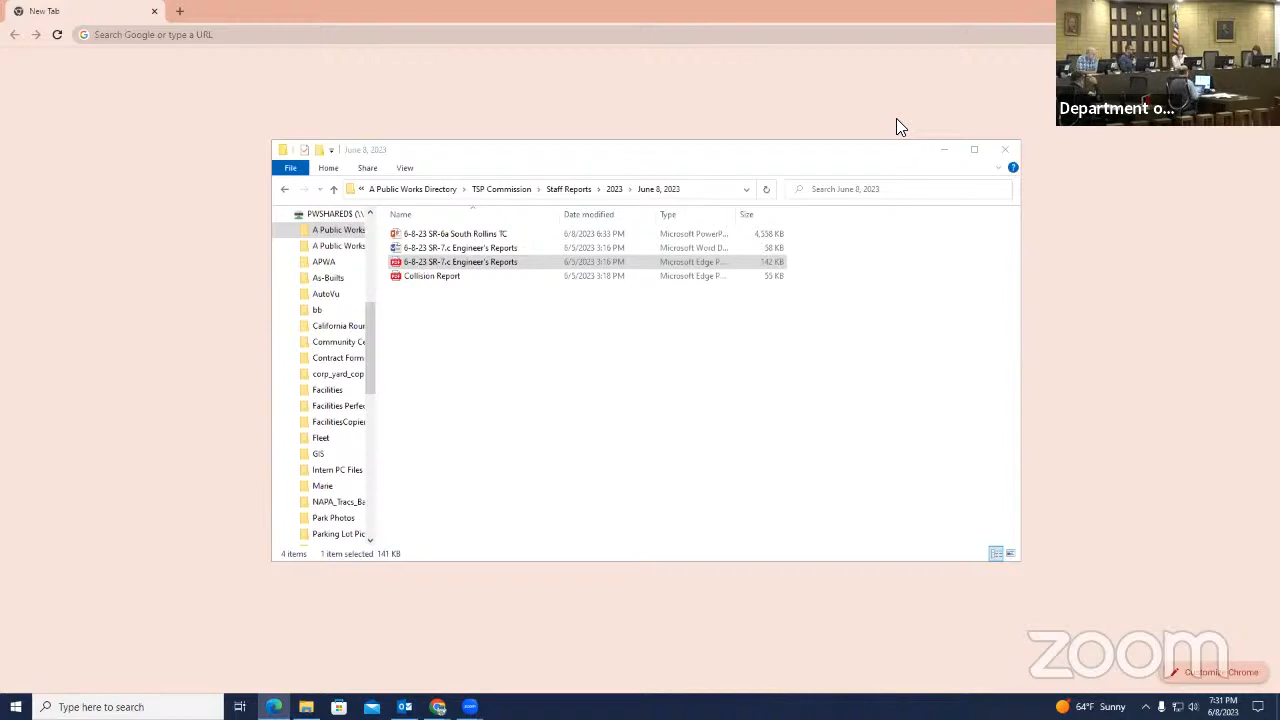 New Tab
Search Google or type a URL
Department o...
June 8, 2023
File Home Share View
« A Public Works Directory › TSP Commission › Staff Reports › 2023 › June 8, 2023
Search June 8, 2023
PWSHARED$ (\\
Name Date modified Type Size
A Public Works
6-8-23 SR-6a South Rollins TC 6/8/2023 6:33 PM Microsoft PowerP... 4,558 KB
A Public Works
6-8-23 SR-7.c Engineer's Reports 6/5/2023 3:16 PM Microsoft Word D... 58 KB
APWA
6-8-23 SR-7.c Engineer's Reports 6/5/2023 3:16 PM Microsoft Edge P... 142 KB
As-Builts
Collision Report 6/5/2023 3:18 PM Microsoft Edge P... 55 KB
AutoVu
bb
California Roun
Community Ce
Contract Form
corp_yard_cop
Facilities
Facilities Perfec
FacilitiesCopier
Fleet
GIS
Intern PC Files
Marie
NAPA_Tracs_Ba
Park Photos
Parking Lot Pic
4 items 1 item selected 141 KB
zoom
Customize Chrome
Type here to search
64°F Sunny
7:31 PM
6/8/2023